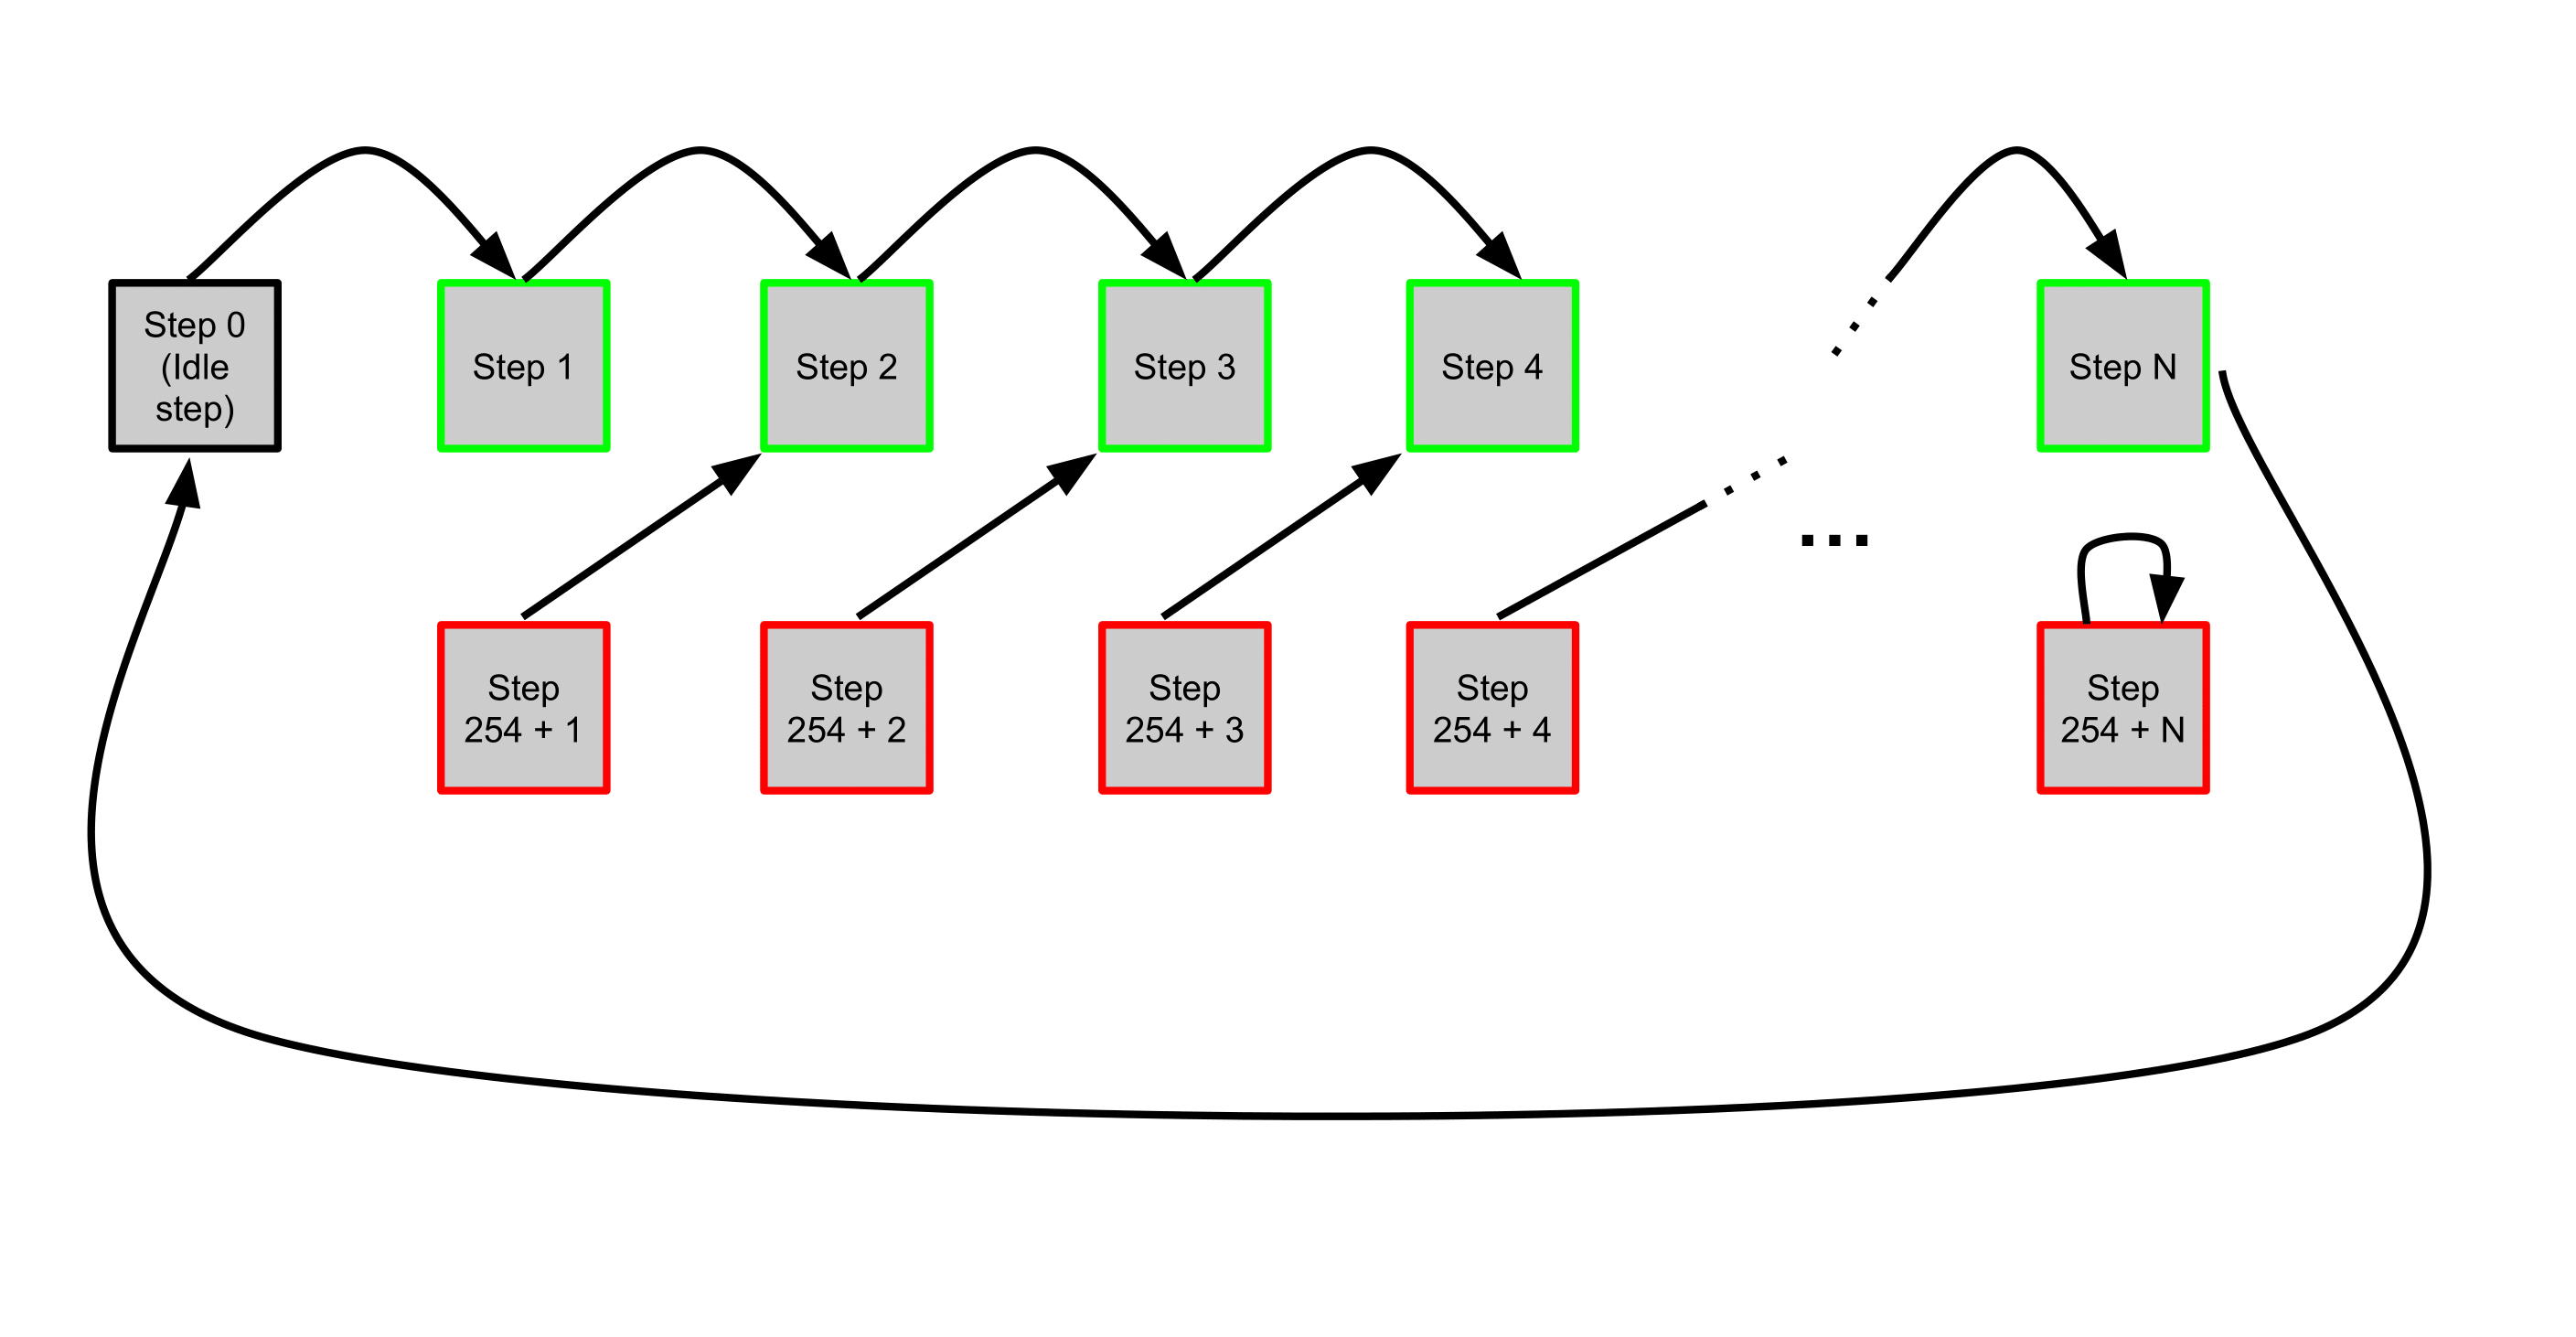 Step 0
(Idle
step)
Step 1
Step 2
Step 3
Step 4
Step N
...
Step
254 + 1
Step
254 + 2
Step
254 + 3
Step
254 + 4
Step
254 + N